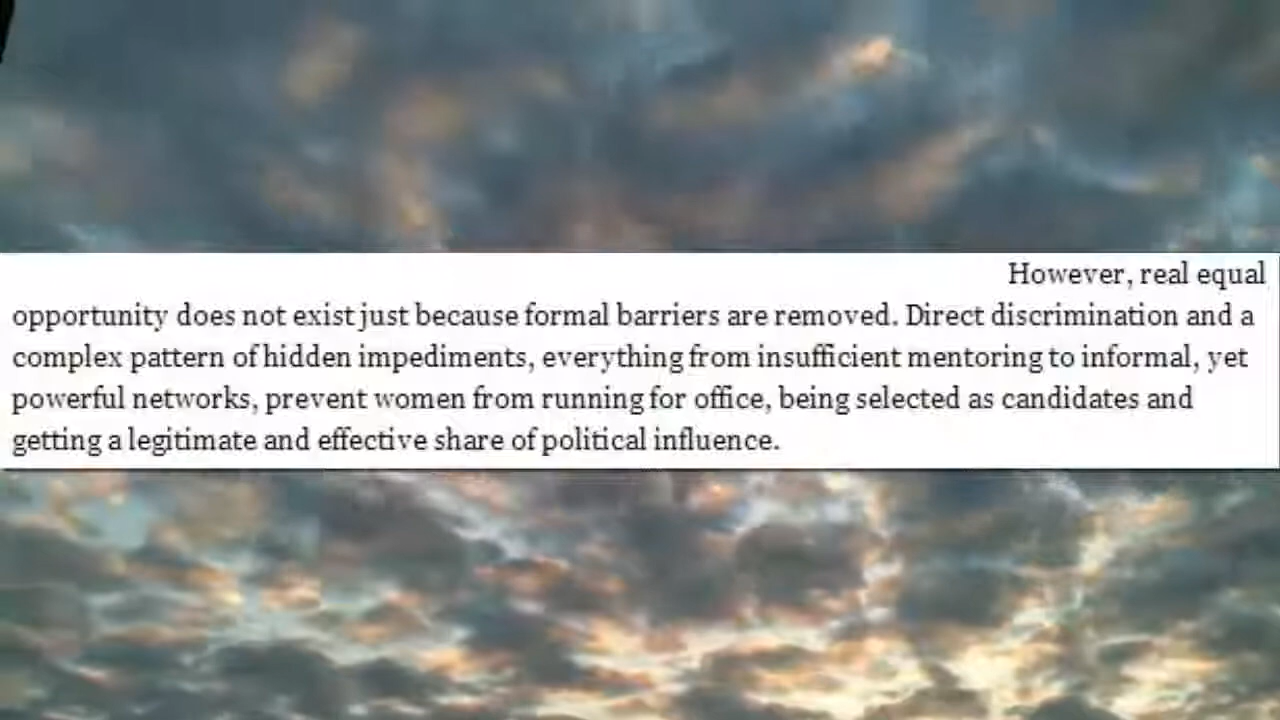 However, real equal
opportunity does not exist just because formal barriers are removed. Direct discrimination and a
complex pattern of hidden impediments, everything from insufficient mentoring to informal, yet
powerful networks, prevent women from running for office, being selected as candidates and
getting a legitimate and effective share of political influence.